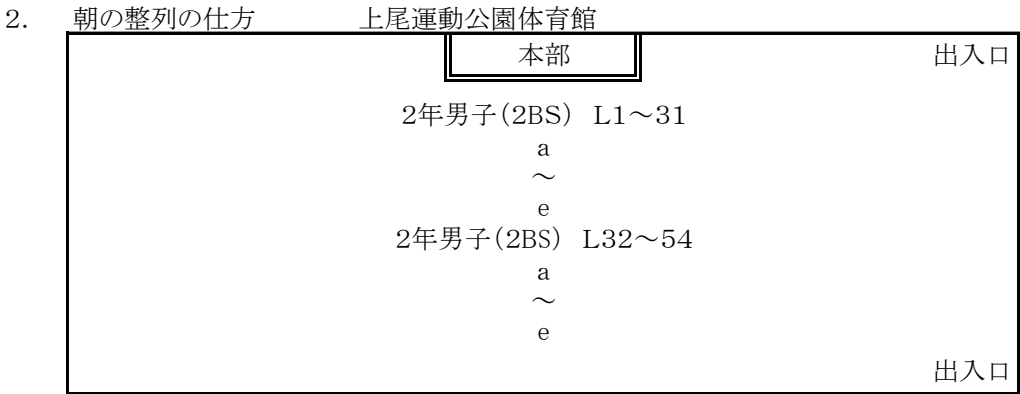 2. 朝の整列の仕方 上尾運動公園体育館
本部 出入口
2年男子(2BS) L1～31
a
～
e
2年男子(2BS) L32～54
a
～
e
出入口